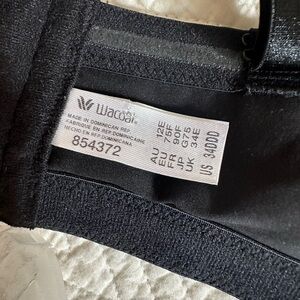 Wacoal®
MADE IN DOMINICAN REP.
FABRIQUE EN REP. DOMINICAINE
HECHO EN REP. DOMINICANA
854372
AU 12E
EU 75F
FR 90F
JP G75
UK 34E
US 34DDD